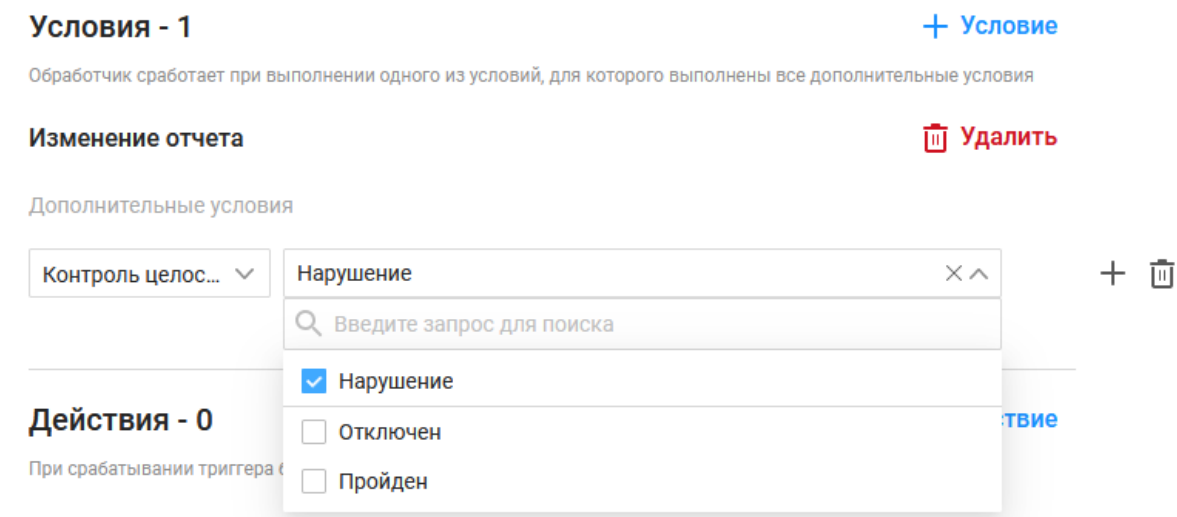 Условия - 1
+ Условие
Обработчик сработает при выполнении одного из условий, для которого выполнены все дополнительные условия
Изменение отчета
Удалить
Дополнительные условия
Контроль целос...
Нарушение
Введите запрос для поиска
Нарушение
Отключен
Пройден
Действия - 0
ствие
При срабатывании триггера